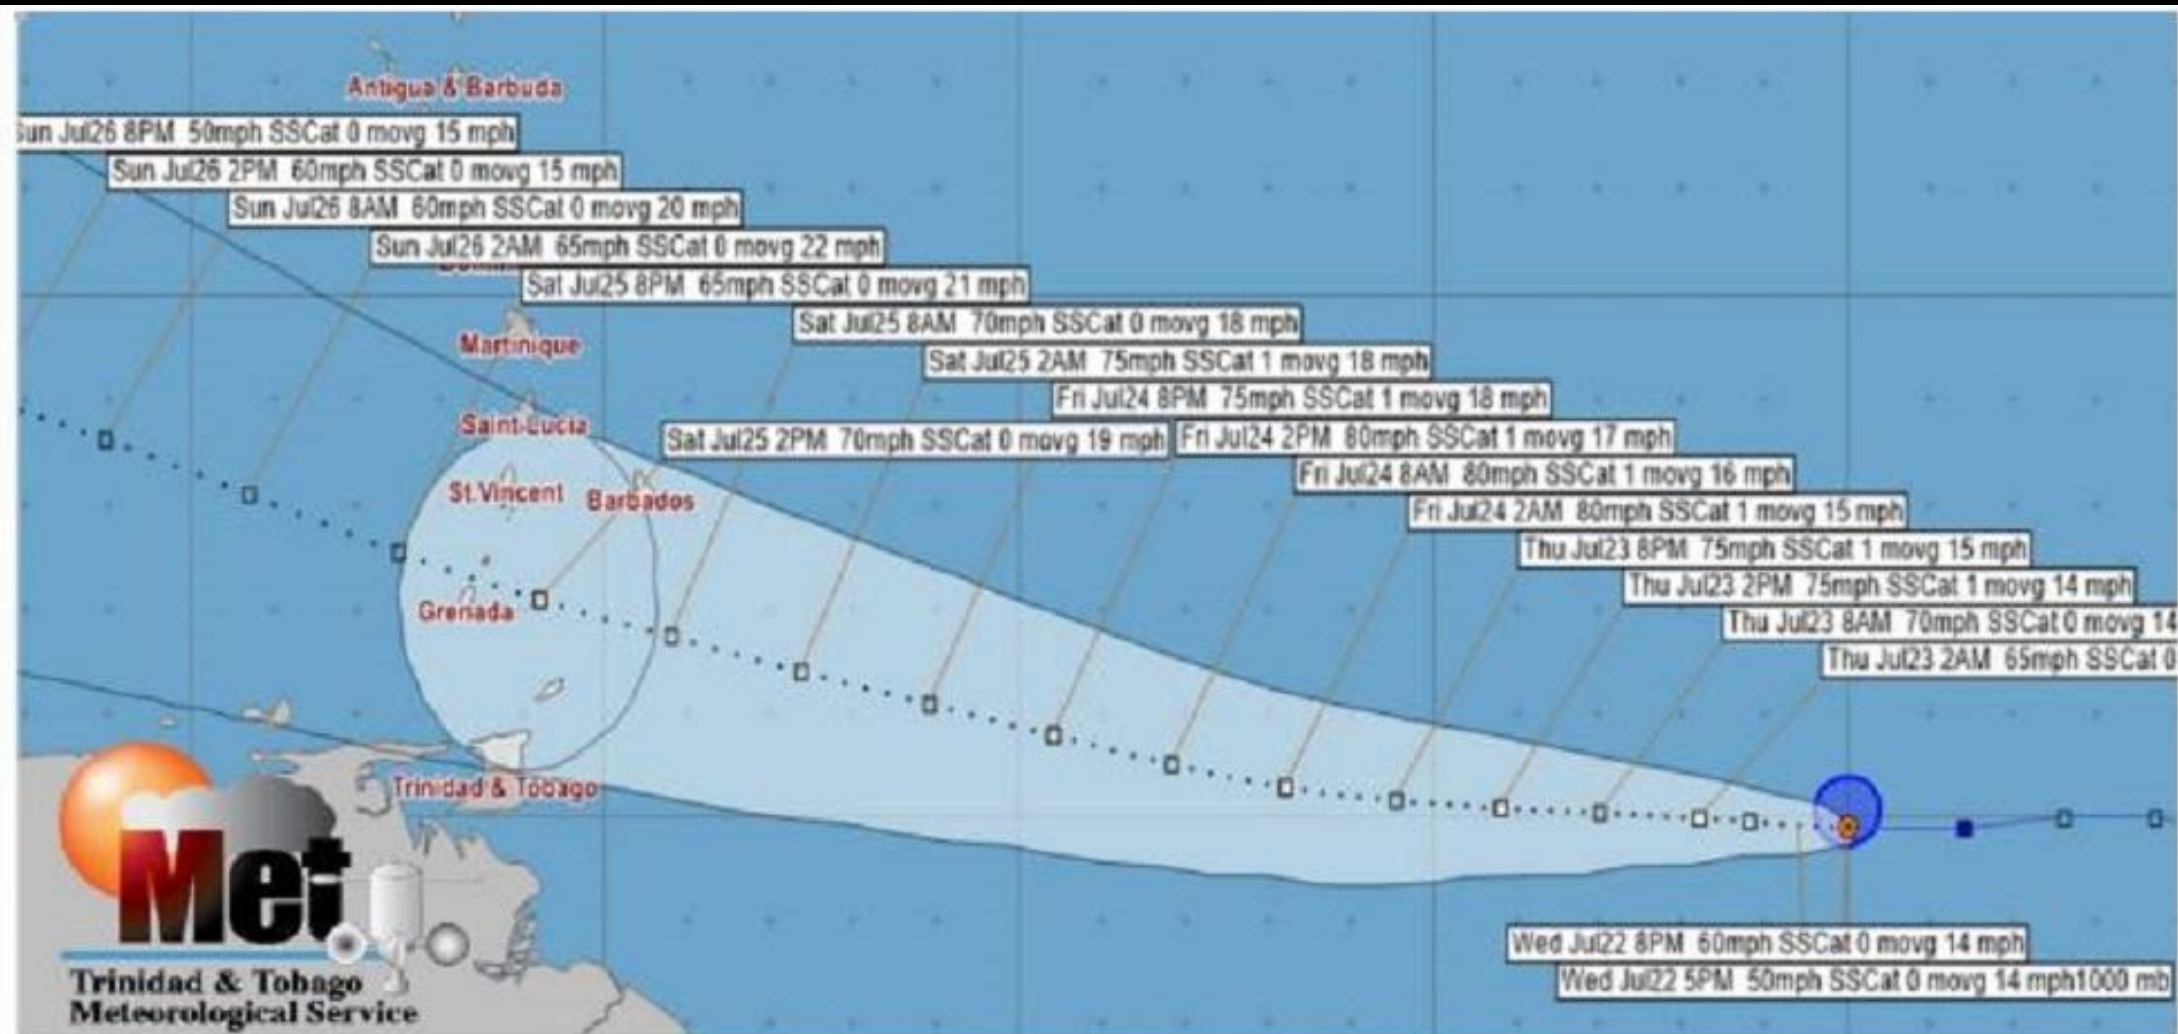 Antigua & Barbuda
Sun Jul26 8PM 50mph SSCat 0 movg 15 mph
Sun Jul26 2PM 60mph SSCat 0 movg 15 mph
Sun Jul26 8AM 60mph SSCat 0 movg 20 mph
Sun Jul26 2AM 65mph SSCat 0 movg 22 mph
Sat Jul25 8PM 65mph SSCat 0 movg 21 mph
Sat Jul25 8AM 70mph SSCat 0 movg 18 mph
Martinique
Sat Jul25 2AM 75mph SSCat 1 movg 18 mph
Fri Jul24 8PM 75mph SSCat 1 movg 18 mph
Saint Lucia
Sat Jul25 2PM 70mph SSCat 0 movg 19 mph
Fri Jul24 2PM 80mph SSCat 1 movg 17 mph
Fri Jul24 8AM 80mph SSCat 1 movg 16 mph
St.Vincent
Barbados
Fri Jul24 2AM 80mph SSCat 1 movg 15 mph
Thu Jul23 8PM 75mph SSCat 1 movg 15 mph
Thu Jul23 2PM 75mph SSCat 1 movg 14 mph
Grenada
Thu Jul23 8AM 70mph SSCat 0 movg 14
Thu Jul23 2AM 65mph SSCat 0
Trinidad & Tobago
Met
Wed Jul22 8PM 60mph SSCat 0 movg 14 mph
Wed Jul22 5PM 50mph SSCat 0 movg 14 mph1000 mb
Trinidad & Tobago
Meteorological Service